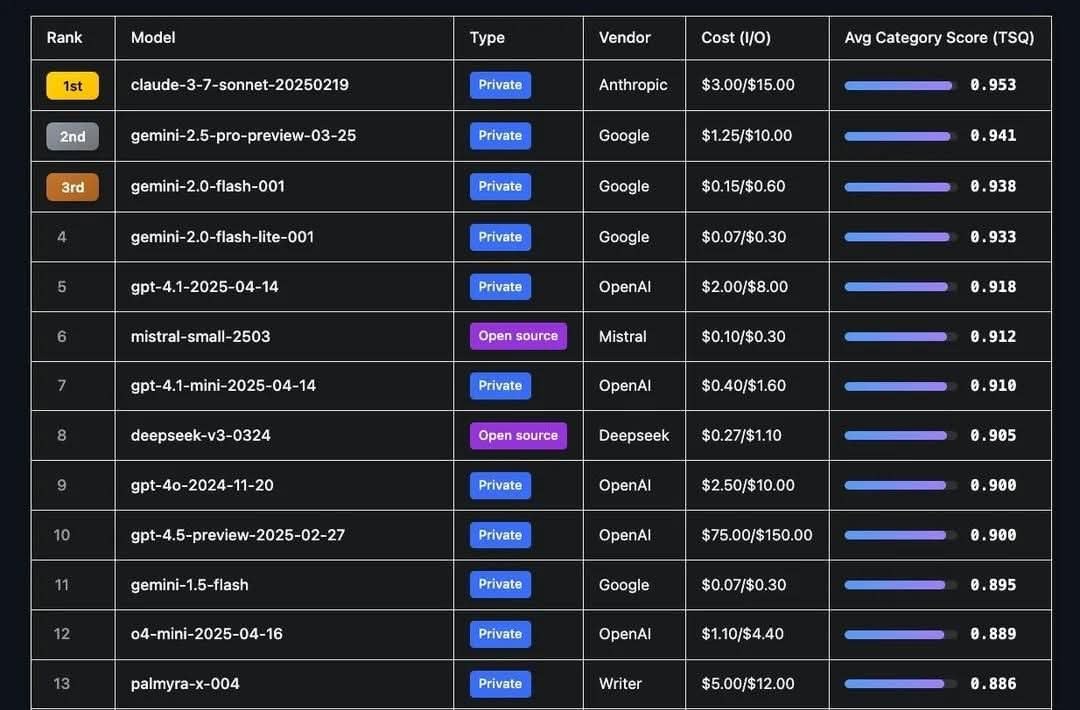 Rank Model Type Vendor Cost (I/O) Avg Category Score (TSQ)
1st claude-3-7-sonnet-20250219 Private Anthropic $3.00/$15.00 0.953
2nd gemini-2.5-pro-preview-03-25 Private Google $1.25/$10.00 0.941
3rd gemini-2.0-flash-001 Private Google $0.15/$0.60 0.938
4 gemini-2.0-flash-lite-001 Private Google $0.07/$0.30 0.933
5 gpt-4.1-2025-04-14 Private OpenAI $2.00/$8.00 0.918
6 mistral-small-2503 Open source Mistral $0.10/$0.30 0.912
7 gpt-4.1-mini-2025-04-14 Private OpenAI $0.40/$1.60 0.910
8 deepseek-v3-0324 Open source Deepseek $0.27/$1.10 0.905
9 gpt-4o-2024-11-20 Private OpenAI $2.50/$10.00 0.900
10 gpt-4.5-preview-2025-02-27 Private OpenAI $75.00/$150.00 0.900
11 gemini-1.5-flash Private Google $0.07/$0.30 0.895
12 o4-mini-2025-04-16 Private OpenAI $1.10/$4.40 0.889
13 palmyra-x-004 Private Writer $5.00/$12.00 0.886